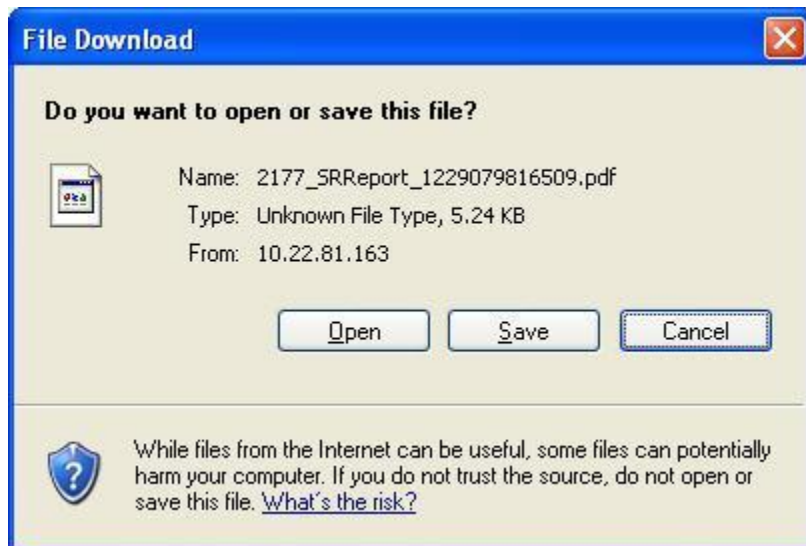 File Download
Do you want to open or save this file?
Name: 2177_SRReport_1229079816509.pdf
Type: Unknown File Type, 5.24 KB
From: 10.22.81.163
Open Save Cancel
While files from the Internet can be useful, some files can potentially
harm your computer. If you do not trust the source, do not open or
save this file. What's the risk?